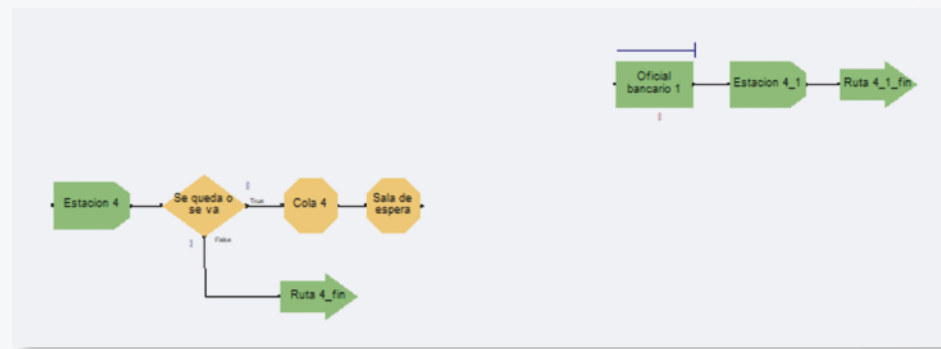 Oficial
bancario 1
Estacion 4_1
Ruta 4_1_fin
Estacion 4
Se queda o
se va
True
Cola 4
Sala de
espera
False
Ruta 4_fin